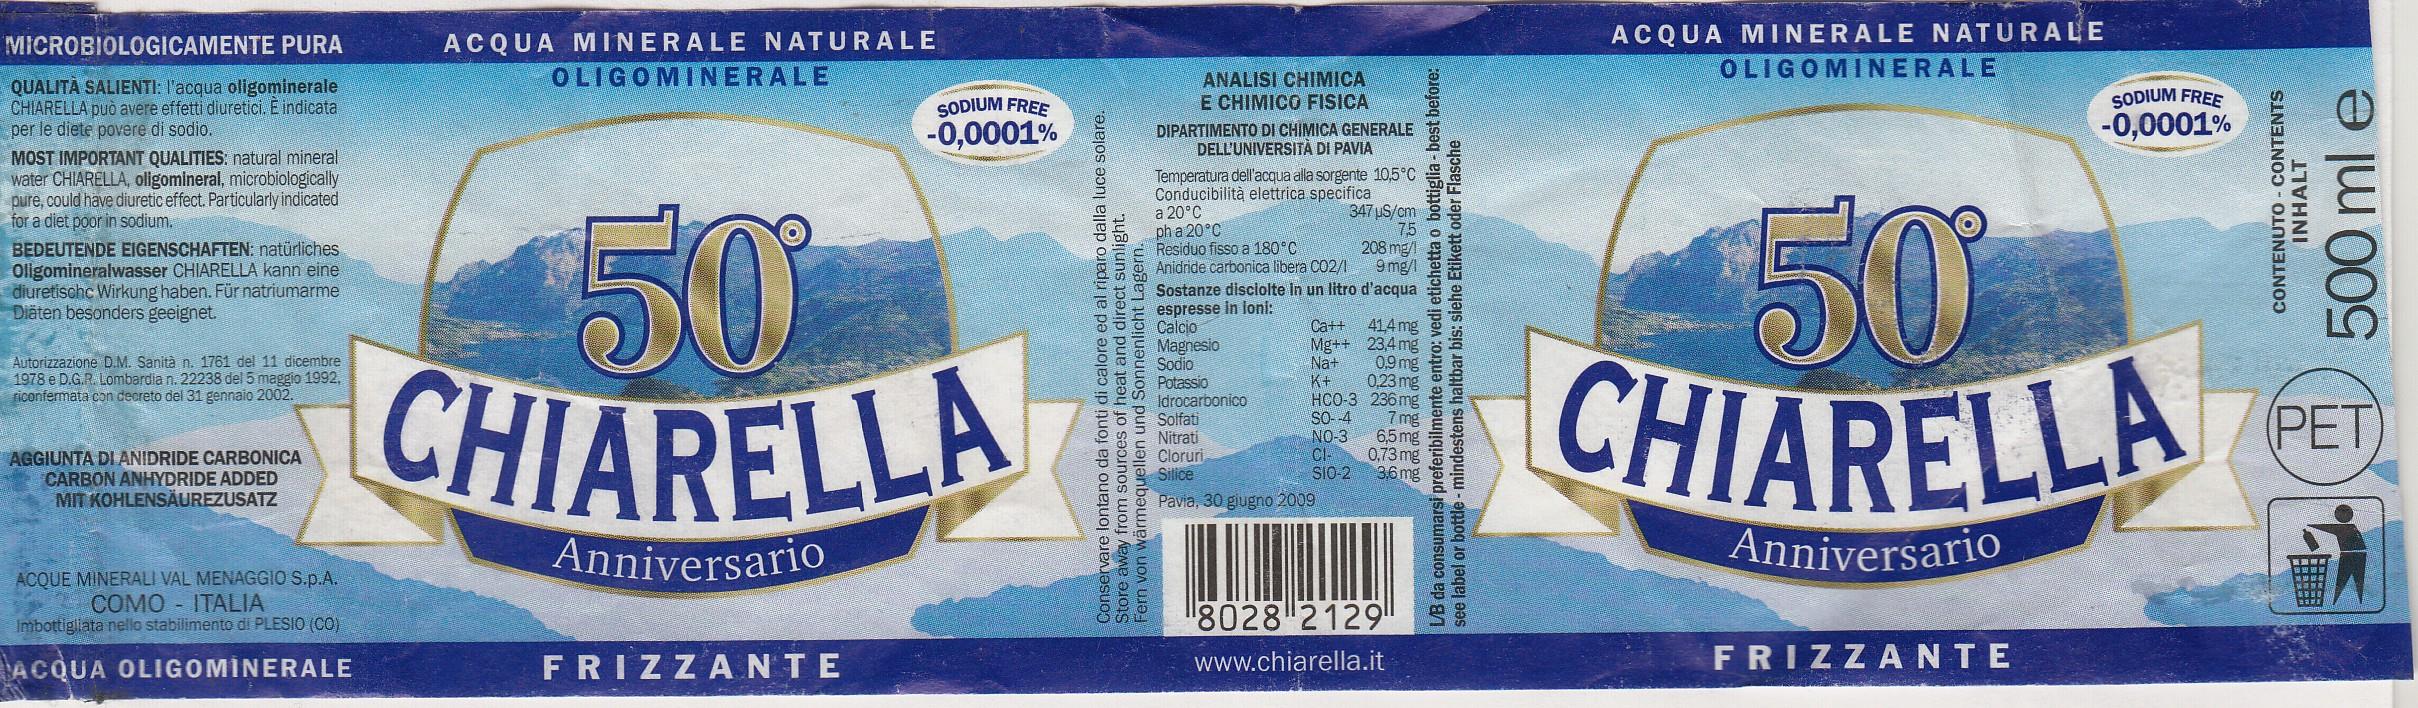 MICROBIOLOGICAMENTE PURA
QUALITÀ SALIENTI: l'acqua oligominerale
CHIARELLA può avere effetti diuretici. È indicata
per le diete povere di sodio.
MOST IMPORTANT QUALITIES: natural mineral
water CHIARELLA, oligomineral, microbiologically
pure, could have diuretic effect. Particularly indicated
for a diet poor in sodium.
BEDEUTENDE EIGENSCHAFTEN: natürliches
Oligomineralwasser CHIARELLA kann eine
diuretische Wirkung haben. Für natriumarme
Diäten besonders geeignet.
Autorizzazione D.M. Sanità n. 1761 del 11 dicembre
1978 e D.G.R. Lombardia n. 22238 del 5 maggio 1992,
riconfermata con decreto del 31 gennaio 2002.
AGGIUNTA DI ANIDRIDE CARBONICA
CARBON ANHYDRIDE ADDED
MIT KOHLENSÄUREZUSATZ
ACQUE MINERALI VAL MENAGGIO S.p.A.
COMO - ITALIA
Imbottigliata nello stabilimento di PLESIO (CO)
ACQUA OLIGOMINERALE
ACQUA MINERALE NATURALE
OLIGOMINERALE
SODIUM FREE
-0,0001%
50°
CHIARELLA
Anniversario
FRIZZANTE
Conservare lontano da fonti di calore ed al riparo dalla luce solare.
Store away from sources of heat and direct sunlight.
Fern von wärmequellen und Sonnenlicht Lagern.
ANALISI CHIMICA
E CHIMICO FISICA
DIPARTIMENTO DI CHIMICA GENERALE
DELL'UNIVERSITÀ DI PAVIA
Temperatura dell'acqua alla sorgente 10,5°C
Conducibilità elettrica specifica
a 20°C 347 µS/cm
ph a 20°C 7,5
Residuo fisso a 180°C 208 mg/l
Anidride carbonica libera CO2/l 9 mg/l
Sostanze disciolte in un litro d'acqua
espresse in ioni:
Calcio Ca++ 41,4 mg
Magnesio Mg++ 23,4 mg
Sodio Na+ 0,9 mg
Potassio K+ 0,23 mg
Idrocarbonico HCO-3 236 mg
Solfati SO--4 7 mg
Nitrati NO-3 6,5 mg
Cloruri Cl- 0,73 mg
Silice SIO-2 3,6 mg
Pavia, 30 giugno 2009
8028 2129
www.chiarella.it
L/B da consumarsi preferibilmente entro: vedi etichetta o bottiglia - best before:
see label or bottle - mindestens haltbar bis: siehe Etikett oder Flasche
ACQUA MINERALE NATURALE
OLIGOMINERALE
SODIUM FREE
-0,0001%
50°
CHIARELLA
Anniversario
FRIZZANTE
CONTENUTO - CONTENTS
INHALT
500 ml e
PET